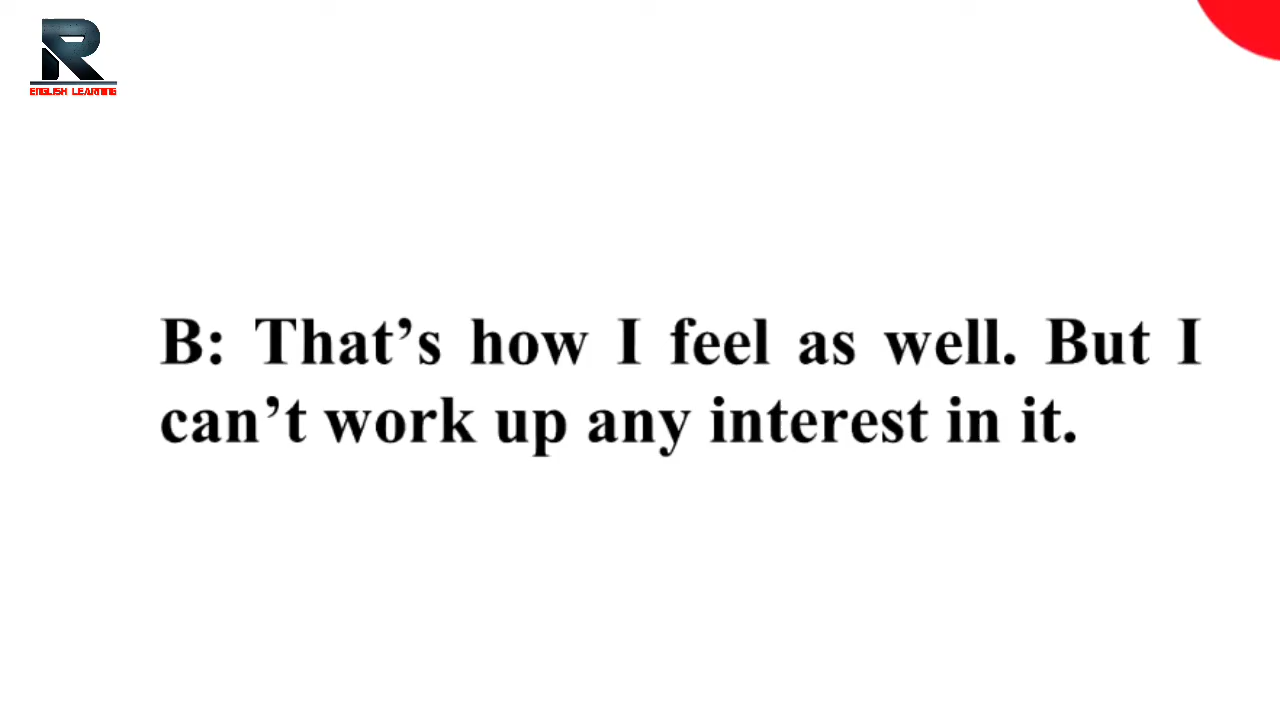 R
ENGLISH LEARNING
B: That’s how I feel as well. But I
can’t work up any interest in it.